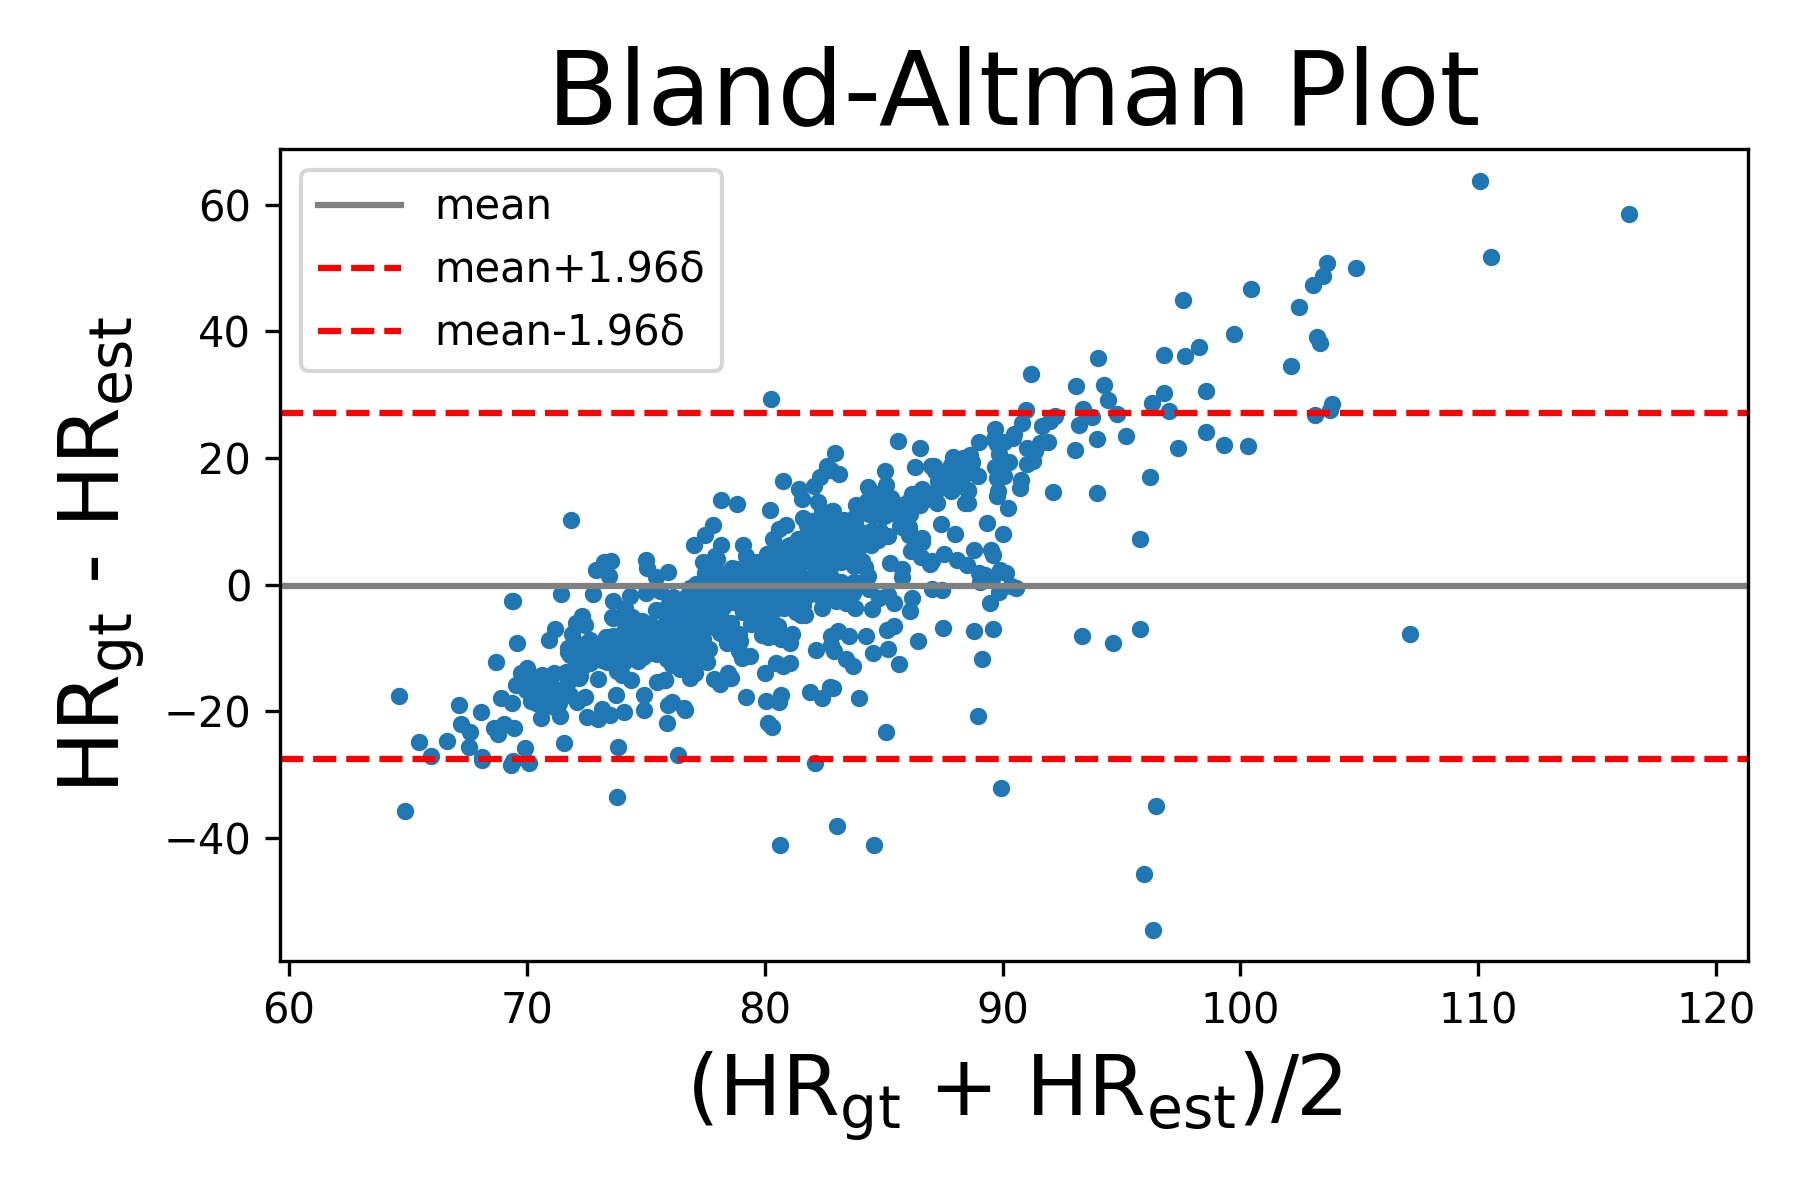 Bland-Altman Plot
mean
mean+1.96δ
mean-1.96δ
HRgt - HRest
60
40
20
0
−20
−40
60 70 80 90 100 110 120
(HRgt + HRest)/2